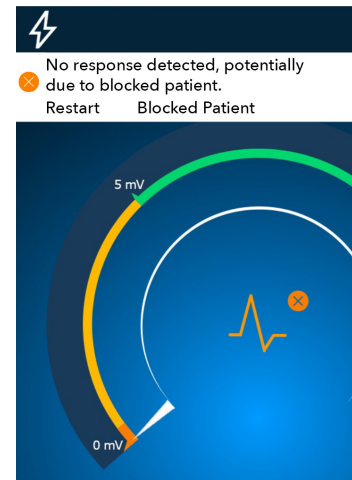 No response detected, potentially
due to blocked patient.
Restart Blocked Patient
5 mV
0 mV